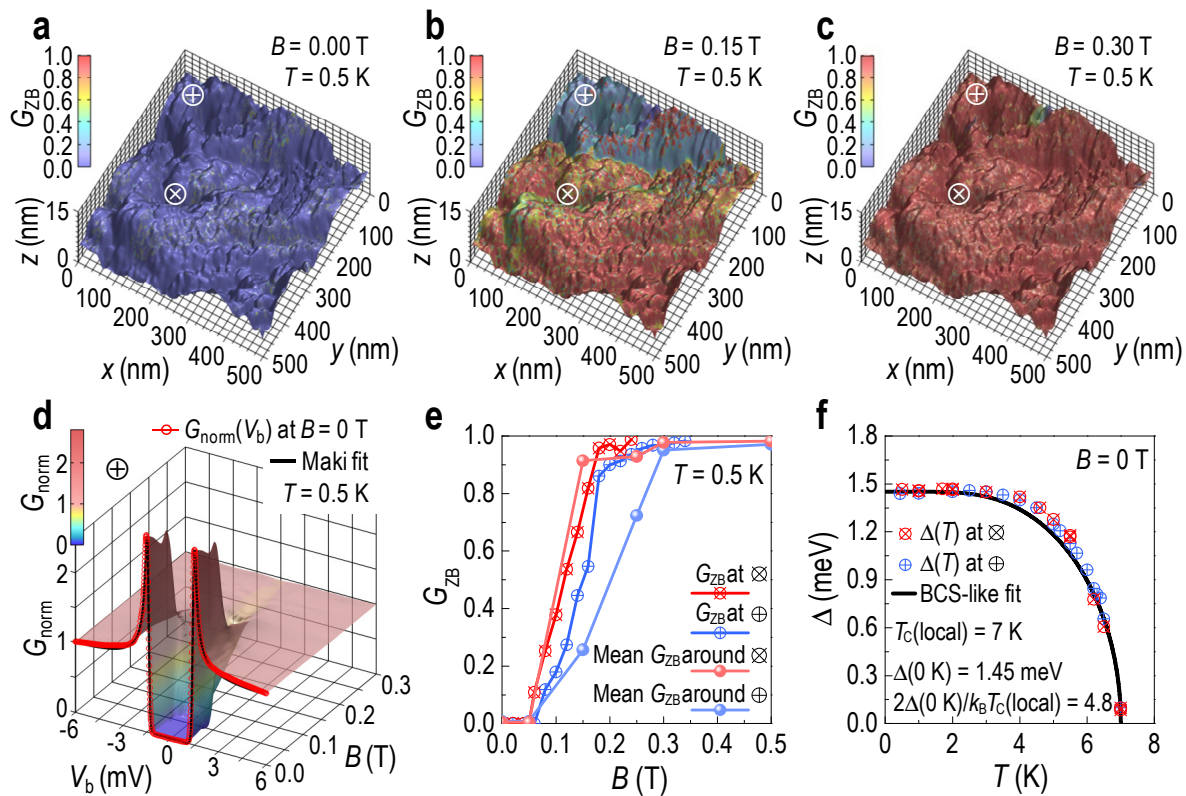 a
B = 0.00 T
T = 0.5 K
G_ZB
1.0
0.8
0.6
0.4
0.2
0.0
z (nm)
15
0
0
100
200
300
400
500
x (nm)
0
100
200
300
400
500
y (nm)
b
B = 0.15 T
T = 0.5 K
G_ZB
1.0
0.8
0.6
0.4
0.2
0.0
z (nm)
15
0
0
100
200
300
400
500
x (nm)
0
100
200
300
400
500
y (nm)
c
B = 0.30 T
T = 0.5 K
G_ZB
1.0
0.8
0.6
0.4
0.2
0.0
z (nm)
15
0
0
100
200
300
400
500
x (nm)
0
100
200
300
400
500
y (nm)
d
G_norm(V_b) at B = 0 T
Maki fit
T = 0.5 K
G_norm
2
1
0
G_norm
2
1
0
-6
-3
0
3
6
V_b (mV)
0.0
0.1
0.2
0.3
B (T)
e
T = 0.5 K
G_ZB
1.0
0.8
0.6
0.4
0.2
0.0
G_ZB at ⊗
G_ZB at ⊕
Mean G_ZB around ⊗
Mean G_ZB around ⊕
0.0 0.1 0.2 0.3 0.4 0.5
B (T)
f
B = 0 T
Δ (meV)
1.8
1.5
1.2
0.9
0.6
0.3
0.0
Δ(T) at ⊗
Δ(T) at ⊕
BCS-like fit
T_C(local) = 7 K
Δ(0 K) = 1.45 meV
2Δ(0 K)/k_BT_C(local) = 4.8
0 2 4 6 8
T (K)